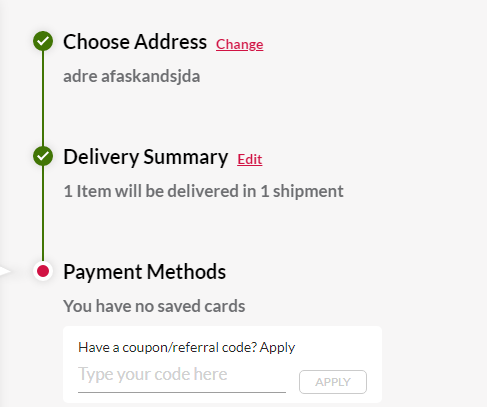 Choose Address Change
adre afaskandsjda
Delivery Summary Edit
1 Item will be delivered in 1 shipment
Payment Methods
You have no saved cards
Have a coupon/referral code? Apply
Type your code here APPLY